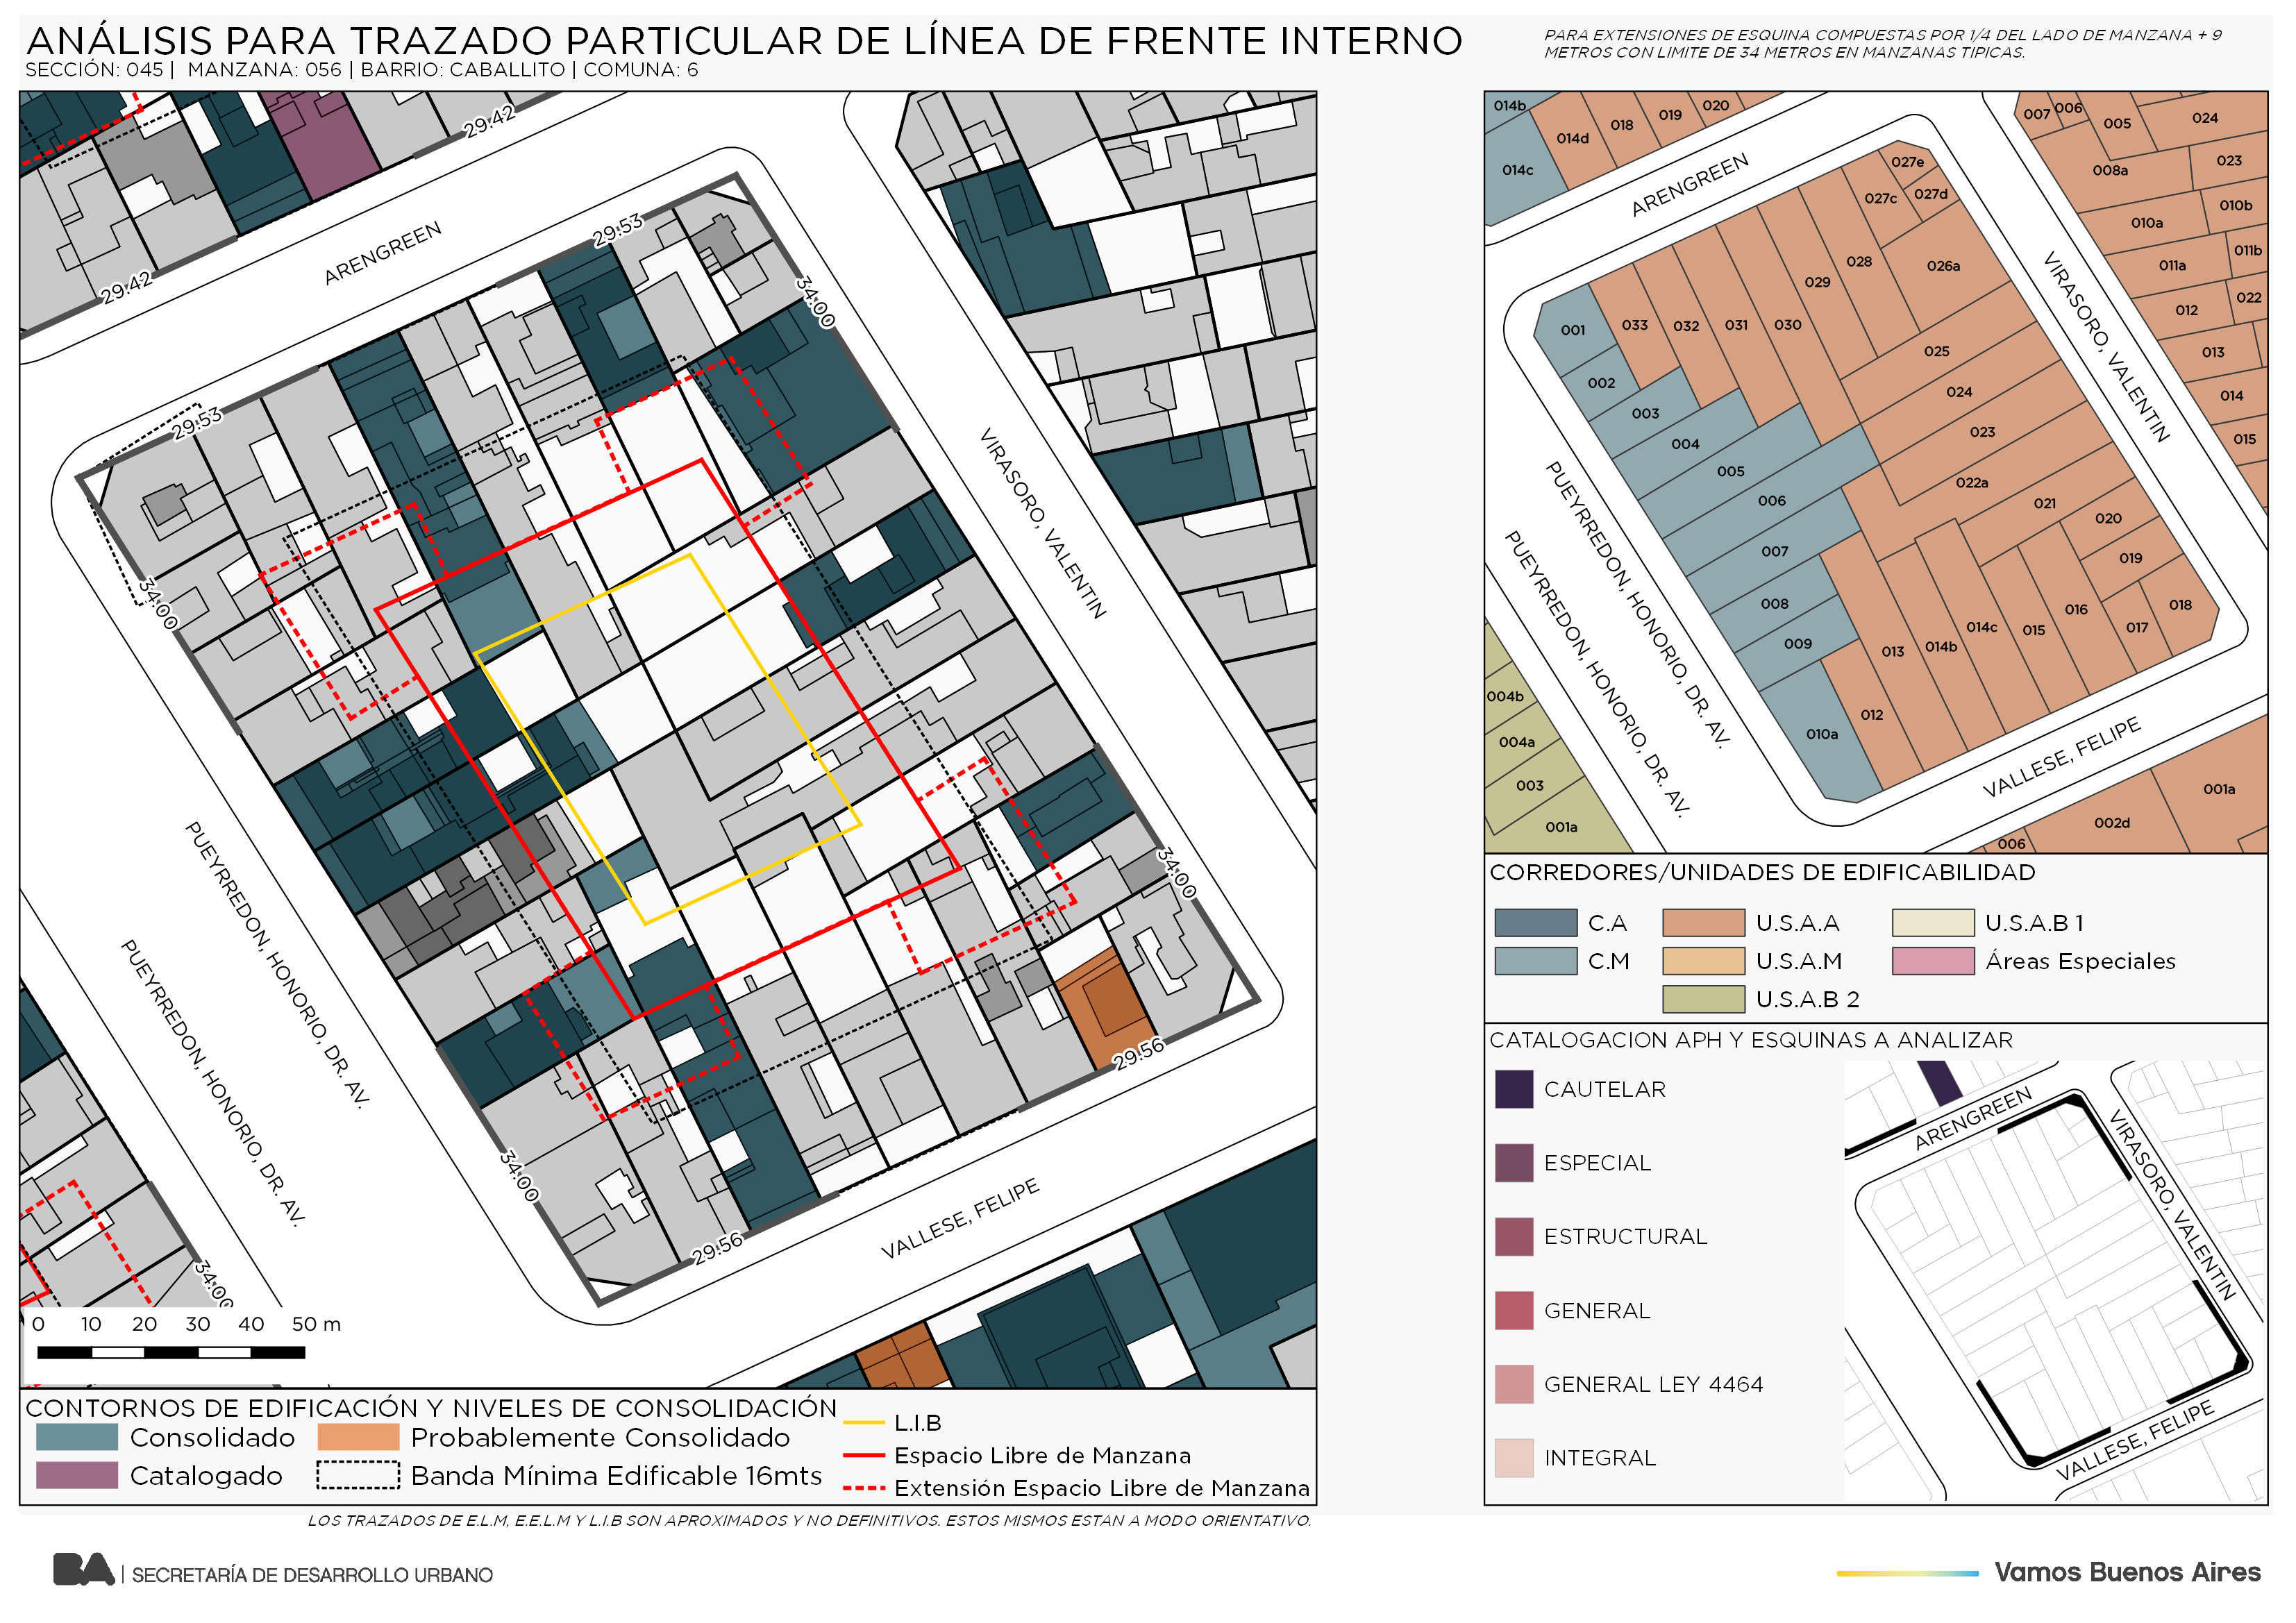 ANÁLISIS PARA TRAZADO PARTICULAR DE LÍNEA DE FRENTE INTERNO
SECCIÓN: 045 | MANZANA: 056 | BARRIO: CABALLITO | COMUNA: 6
PARA EXTENSIONES DE ESQUINA COMPUESTAS POR 1/4 DEL LADO DE MANZANA + 9
METROS CON LIMITE DE 34 METROS EN MANZANAS TIPICAS.
29.42
29.42
ARENGREEN
29.53
29.53
34.00
34.00
VIRASORO, VALENTIN
PUEYRREDON, HONORIO, DR. AV.
PUEYRREDON, HONORIO, DR. AV.
34.00
34.00
29.56
29.56
VALLESE, FELIPE
34.00
0 10 20 30 40 50 m
CONTORNOS DE EDIFICACIÓN Y NIVELES DE CONSOLIDACIÓN
Consolidado
Probablemente Consolidado
Catalogado
Banda Mínima Edificable 16mts
L.I.B
Espacio Libre de Manzana
Extensión Espacio Libre de Manzana
LOS TRAZADOS DE E.L.M, E.E.L.M Y L.I.B SON APROXIMADOS Y NO DEFINITIVOS. ESTOS MISMOS ESTAN A MODO ORIENTATIVO.
014b
014c
014d
018
019
020
007
006
005
024
023
008a
010b
010a
011b
011a
022
012
013
014
015
ARENGREEN
027e
027d
027c
026a
028
029
030
031
032
033
001
002
003
004
005
006
007
008
009
010a
025
024
023
022a
021
020
019
018
017
016
015
014c
014b
013
012
VIRASORO, VALENTIN
PUEYRREDON, HONORIO, DR. AV.
PUEYRREDON, HONORIO, DR. AV.
VALLESE, FELIPE
004b
004a
003
001a
006
002d
001a
CORREDORES/UNIDADES DE EDIFICABILIDAD
C.A
U.S.A.A
U.S.A.B 1
C.M
U.S.A.M
Áreas Especiales
U.S.A.B 2
CATALOGACION APH Y ESQUINAS A ANALIZAR
CAUTELAR
ESPECIAL
ESTRUCTURAL
GENERAL
GENERAL LEY 4464
INTEGRAL
ARENGREEN
VIRASORO, VALENTIN
VALLESE, FELIPE
BA | SECRETARÍA DE DESARROLLO URBANO
Vamos Buenos Aires